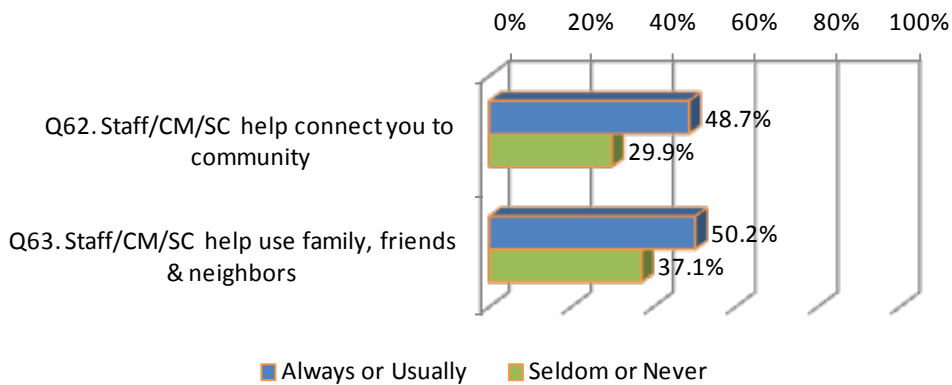 0% 20% 40% 60% 80% 100%
Q62. Staff/CM/SC help connect you to
community
48.7%
29.9%
Q63. Staff/CM/SC help use family, friends
& neighbors
50.2%
37.1%
Always or Usually Seldom or Never